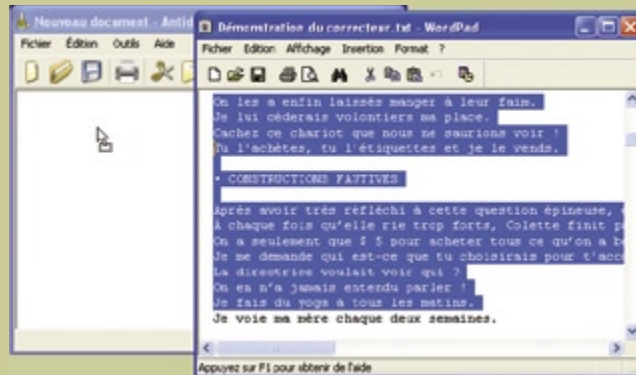 Nouveau document - Antid
Fichier Édition Outils Aide
Démonstration du correcteur.txt - WordPad
Fichier Edition Affichage Insertion Format ?
On les a enfin laissés manger à leur faim.
Je lui céderais volontiers ma place.
Cachez ce chariot que nous ne saurions voir !
Tu l'achètes, tu l'étiquettes et je le vends.
• CONSTRUCTIONS FAUTIVES
Après avoir très réfléchi à cette question épineuse,
À chaque fois qu'elle rie trop forts, Colette finit
On a seulement que $ 5 pour acheter tous ce qu'on a
Je me demande qui est-ce que tu choisirais pour
La directrice voulait voir qui ?
On en n'a jamais entendu parler !
Je fais du yoga à tous les matins.
Je voie ma mère chaque deux semaines.
Appuyez sur F1 pour obtenir de l'aide